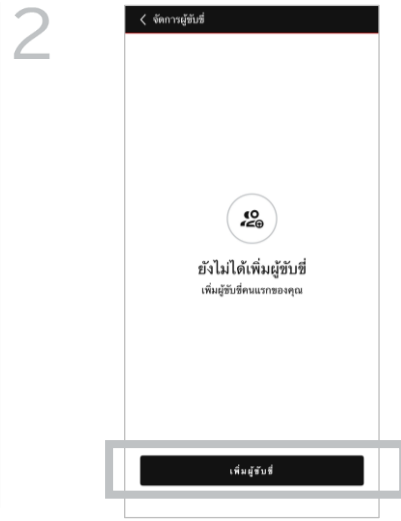 2
จัดการผู้ขับขี่
ยังไม่ได้เพิ่มผู้ขับขี่
เพิ่มผู้ขับขี่คนแรกของคุณ
เพิ่มผู้ขับขี่